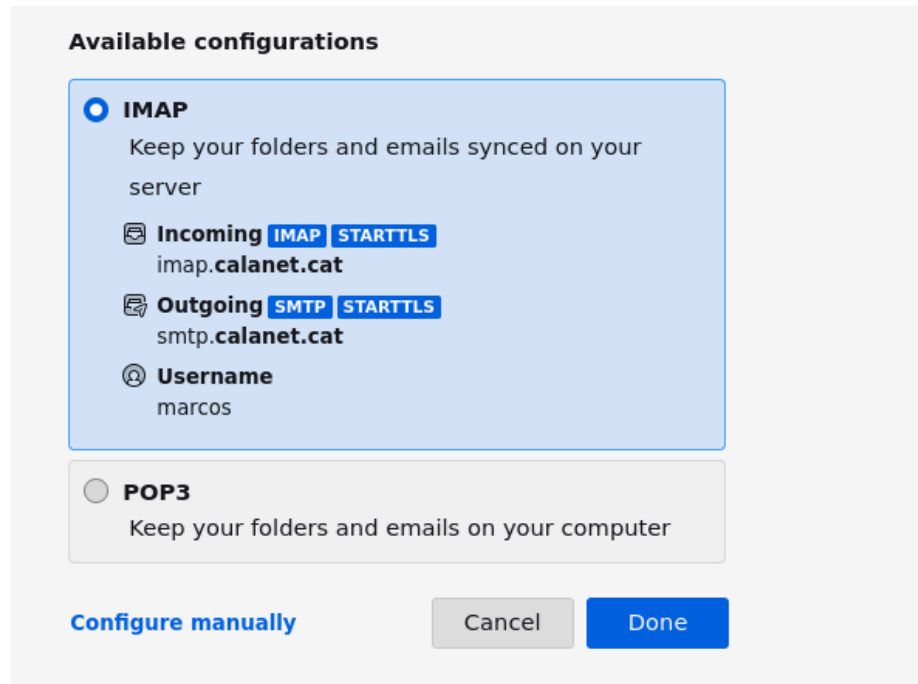 Available configurations
IMAP
Keep your folders and emails synced on your
server
Incoming IMAP STARTTLS
imap.calanet.cat
Outgoing SMTP STARTTLS
smtp.calanet.cat
Username
marcos
POP3
Keep your folders and emails on your computer
Configure manually Cancel Done